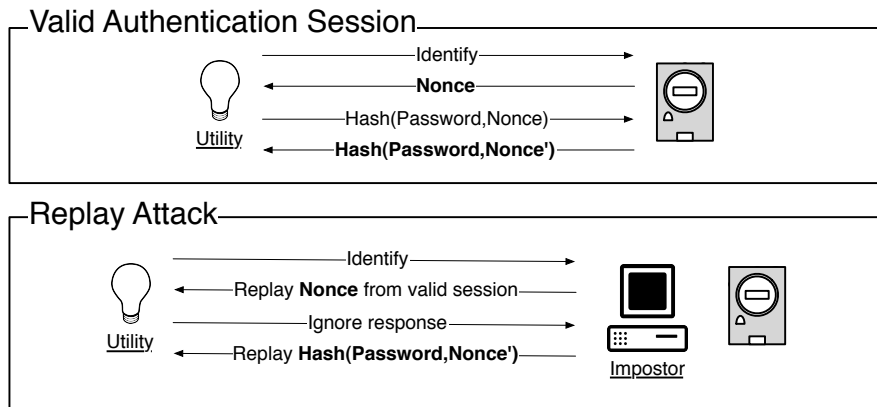 Valid Authentication Session
Identify
Nonce
Hash(Password,Nonce)
Utility
Hash(Password,Nonce')
Replay Attack
Identify
Replay Nonce from valid session
Ignore response
Utility
Replay Hash(Password,Nonce')
Impostor